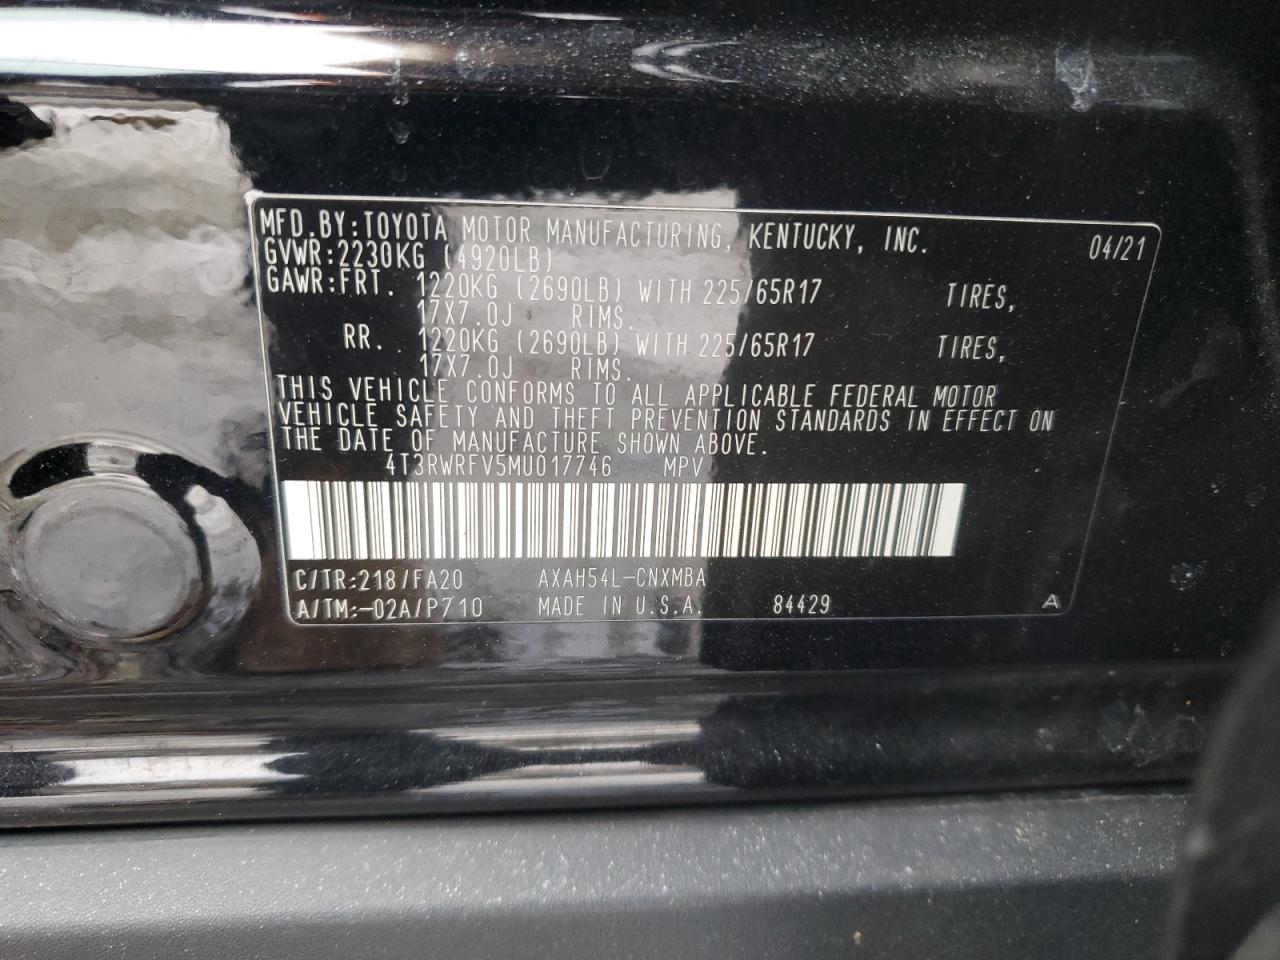 MFD.BY:TOYOTA MOTOR MANUFACTURING, KENTUCKY, INC. 04/21
GVWR:2230KG (4920LB)
GAWR:FRT. 1220KG (2690LB) WITH 225/65R17 TIRES,
17X7.0J RIMS.
RR. 1220KG (2690LB) WITH 225/65R17 TIRES,
17X7.0J RIMS.
THIS VEHICLE CONFORMS TO ALL APPLICABLE FEDERAL MOTOR
VEHICLE SAFETY AND THEFT PREVENTION STANDARDS IN EFFECT ON
THE DATE OF MANUFACTURE SHOWN ABOVE.
4T3RWRFV5MU017746 MPV
C/TR:218/FA20 AXAH54L-CNXMBA
A/TM:-02A/P710 MADE IN U.S.A. 84429 A